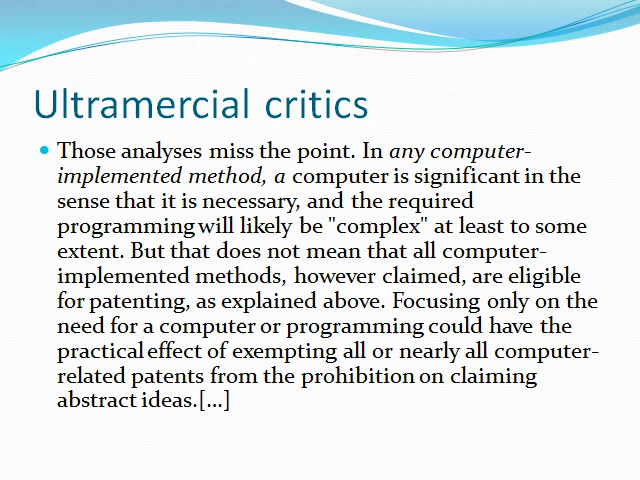 Ultramercial critics
Those analyses miss the point. In any computer-
implemented method, a computer is significant in the
sense that it is necessary, and the required
programming will likely be "complex" at least to some
extent. But that does not mean that all computer-
implemented methods, however claimed, are eligible
for patenting, as explained above. Focusing only on the
need for a computer or programming could have the
practical effect of exempting all or nearly all computer-
related patents from the prohibition on claiming
abstract ideas.[...]